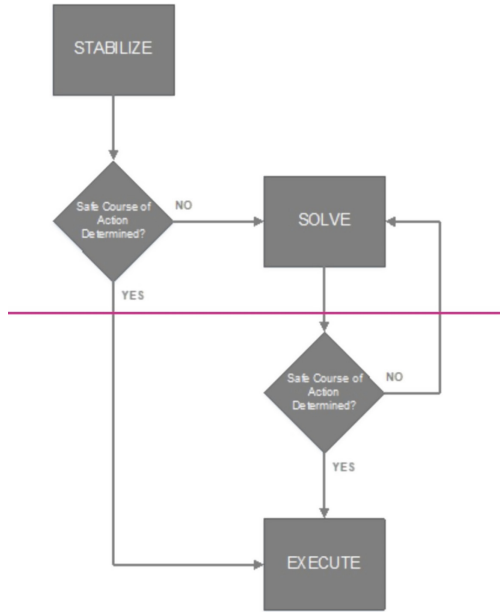 STABILIZE
Safe Course of
Action
Determined?
NO
SOLVE
YES
Safe Course of
Action
Determined?
NO
YES
EXECUTE